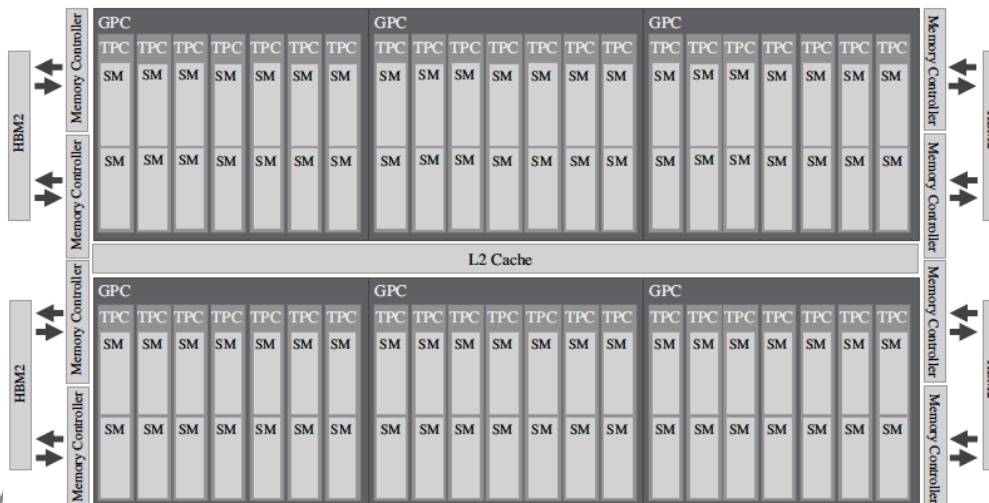 GPC GPC GPC
TPC TPC TPC TPC TPC TPC TPC TPC TPC TPC TPC TPC TPC TPC TPC TPC TPC TPC TPC TPC TPC
SM SM SM SM SM SM SM SM SM SM SM SM SM SM SM SM SM SM SM SM SM
SM SM SM SM SM SM SM SM SM SM SM SM SM SM SM SM SM SM SM SM SM
Memory Controller
Memory Controller
HBM2
Memory Controller
Memory Controller
L2 Cache
GPC GPC GPC
TPC TPC TPC TPC TPC TPC TPC TPC TPC TPC TPC TPC TPC TPC TPC TPC TPC TPC TPC TPC TPC
SM SM SM SM SM SM SM SM SM SM SM SM SM SM SM SM SM SM SM SM SM
SM SM SM SM SM SM SM SM SM SM SM SM SM SM SM SM SM SM SM SM SM
Memory Controller
Memory Controller
HBM2
Memory Controller
Memory Controller